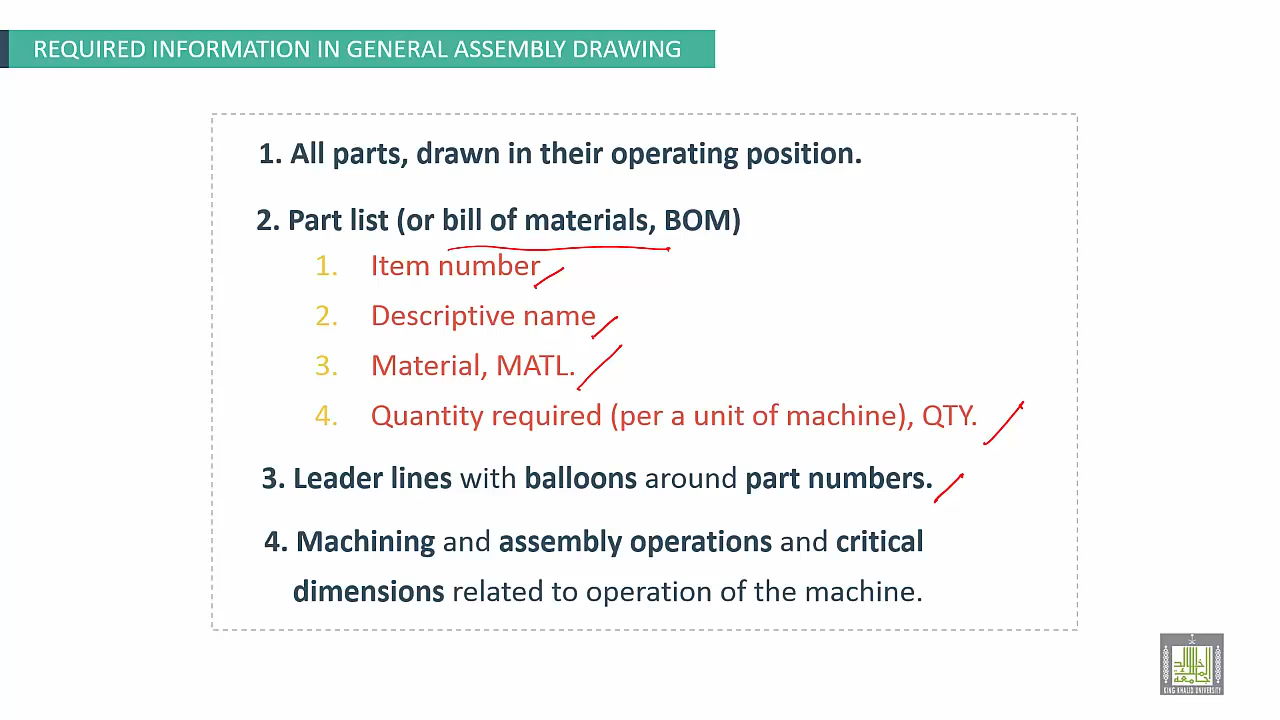 REQUIRED INFORMATION IN GENERAL ASSEMBLY DRAWING
1. All parts, drawn in their operating position.
2. Part list (or bill of materials, BOM)
1. Item number
2. Descriptive name
3. Material, MATL.
4. Quantity required (per a unit of machine), QTY.
3. Leader lines with balloons around part numbers.
4. Machining and assembly operations and critical
dimensions related to operation of the machine.
KING KHALID UNIVERSITY